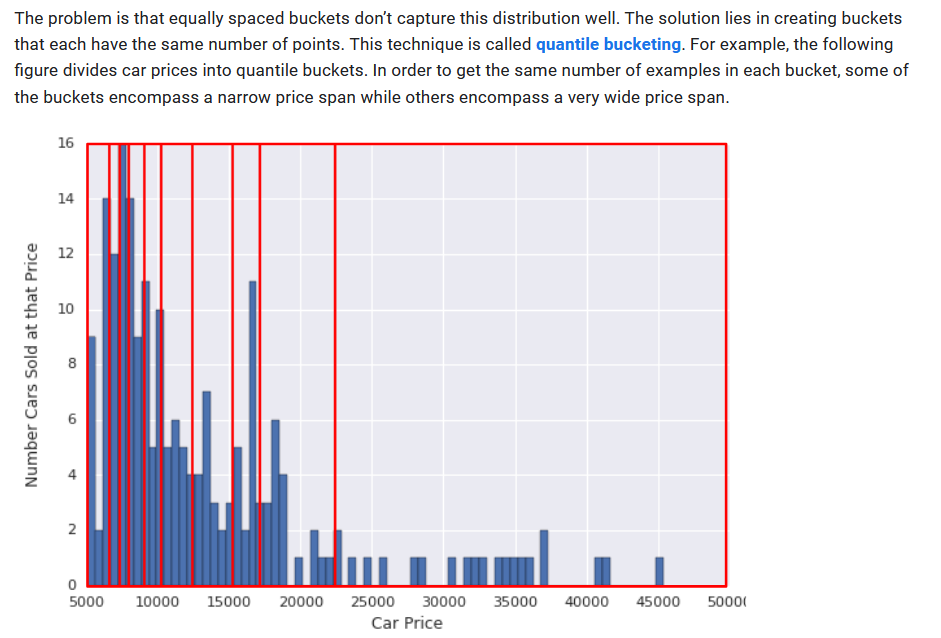 The problem is that equally spaced buckets don’t capture this distribution well. The solution lies in creating buckets
that each have the same number of points. This technique is called quantile bucketing. For example, the following
figure divides car prices into quantile buckets. In order to get the same number of examples in each bucket, some of
the buckets encompass a narrow price span while others encompass a very wide price span.
16
14
12
10
8
6
4
2
0
Number Cars Sold at that Price
5000 10000 15000 20000 25000 30000 35000 40000 45000 50000
Car Price